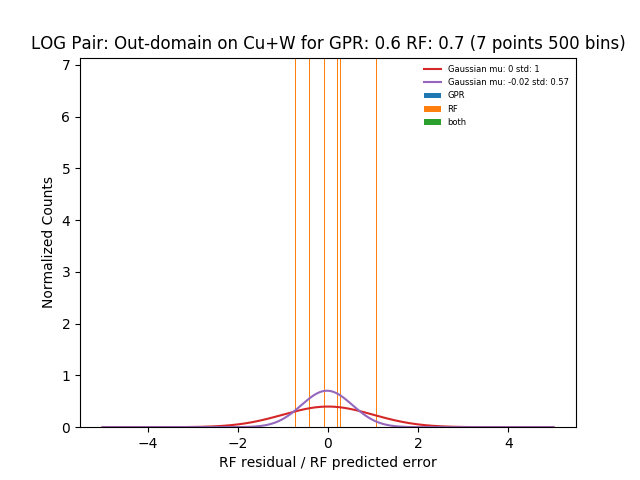 LOG Pair: Out-domain on Cu+W for GPR: 0.6 RF: 0.7 (7 points 500 bins)
Gaussian mu: 0 std: 1
Gaussian mu: -0.02 std: 0.57
GPR
RF
both
Normalized Counts
7
6
5
4
3
2
1
0
−4 −2 0 2 4
RF residual / RF predicted error